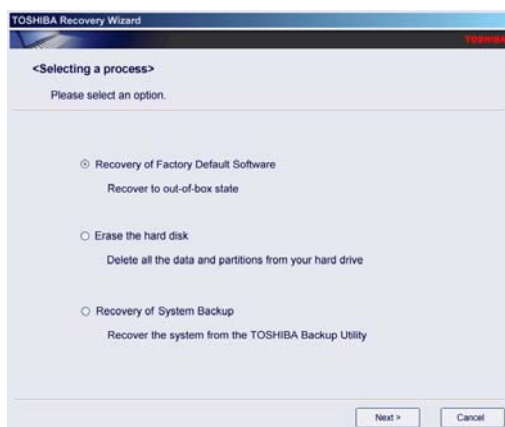 TOSHIBA Recovery Wizard
TOSHIBA
<Selecting a process>
Please select an option.
Recovery of Factory Default Software
Recover to out-of-box state
Erase the hard disk
Delete all the data and partitions from your hard drive
Recovery of System Backup
Recover the system from the TOSHIBA Backup Utility
Next >
Cancel